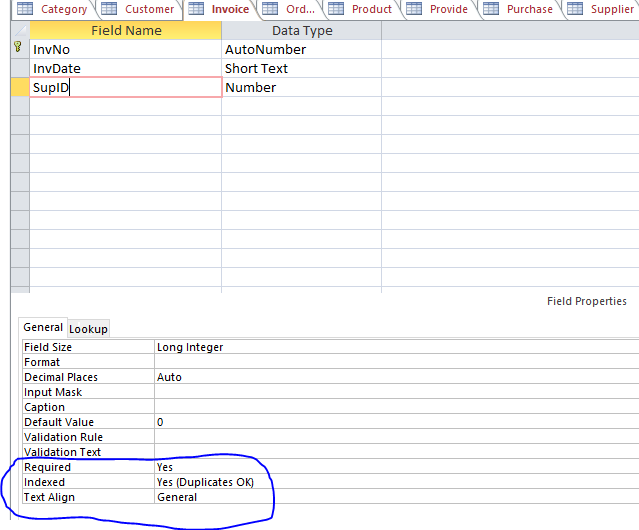 Category Customer Invoice Ord... Product Provide Purchase Supplier
Field Name Data Type
InvNo AutoNumber
InvDate Short Text
SupID Number
Field Properties
General Lookup
Field Size Long Integer
Format
Decimal Places Auto
Input Mask
Caption
Default Value 0
Validation Rule
Validation Text
Required Yes
Indexed Yes (Duplicates OK)
Text Align General